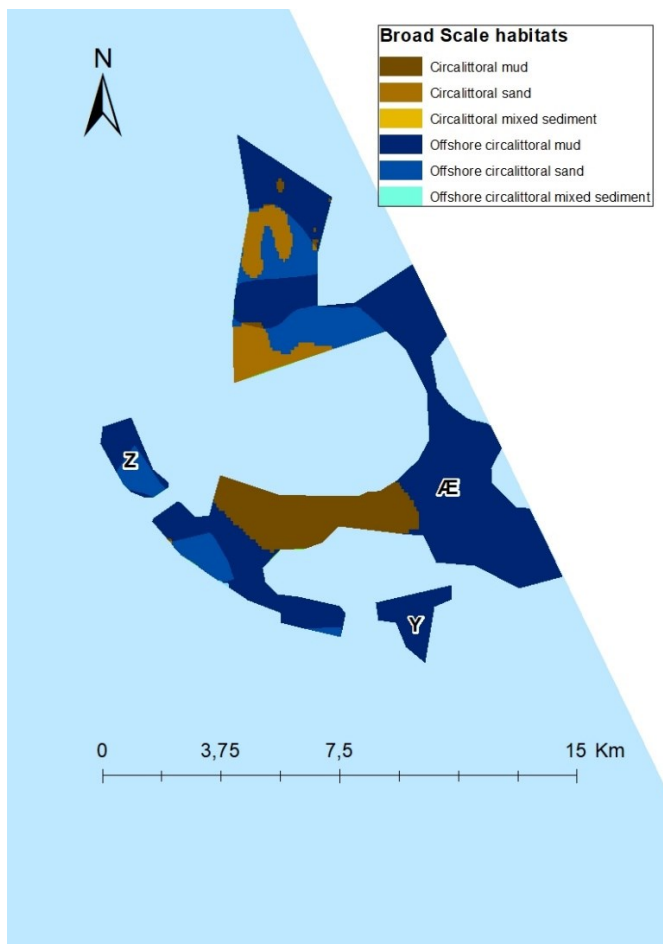 Broad Scale habitats
Circalittoral mud
Circalittoral sand
Circalittoral mixed sediment
Offshore circalittoral mud
Offshore circalittoral sand
Offshore circalittoral mixed sediment
N
Z
Æ
Y
0 3,75 7,5 15 Km